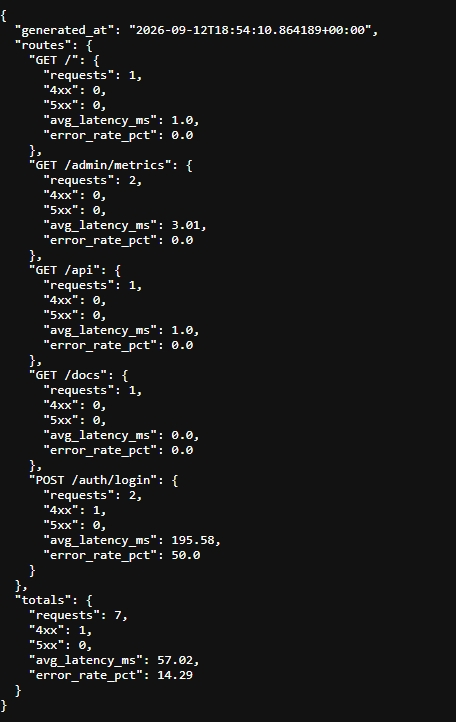 {
  "generated_at": "2026-09-12T18:54:10.864189+00:00",
  "routes": {
    "GET /": {
      "requests": 1,
      "4xx": 0,
      "5xx": 0,
      "avg_latency_ms": 1.0,
      "error_rate_pct": 0.0
    },
    "GET /admin/metrics": {
      "requests": 2,
      "4xx": 0,
      "5xx": 0,
      "avg_latency_ms": 3.01,
      "error_rate_pct": 0.0
    },
    "GET /api": {
      "requests": 1,
      "4xx": 0,
      "5xx": 0,
      "avg_latency_ms": 1.0,
      "error_rate_pct": 0.0
    },
    "GET /docs": {
      "requests": 1,
      "4xx": 0,
      "5xx": 0,
      "avg_latency_ms": 0.0,
      "error_rate_pct": 0.0
    },
    "POST /auth/login": {
      "requests": 2,
      "4xx": 1,
      "5xx": 0,
      "avg_latency_ms": 195.58,
      "error_rate_pct": 50.0
    }
  },
  "totals": {
    "requests": 7,
    "4xx": 1,
    "5xx": 0,
    "avg_latency_ms": 57.02,
    "error_rate_pct": 14.29
  }
}